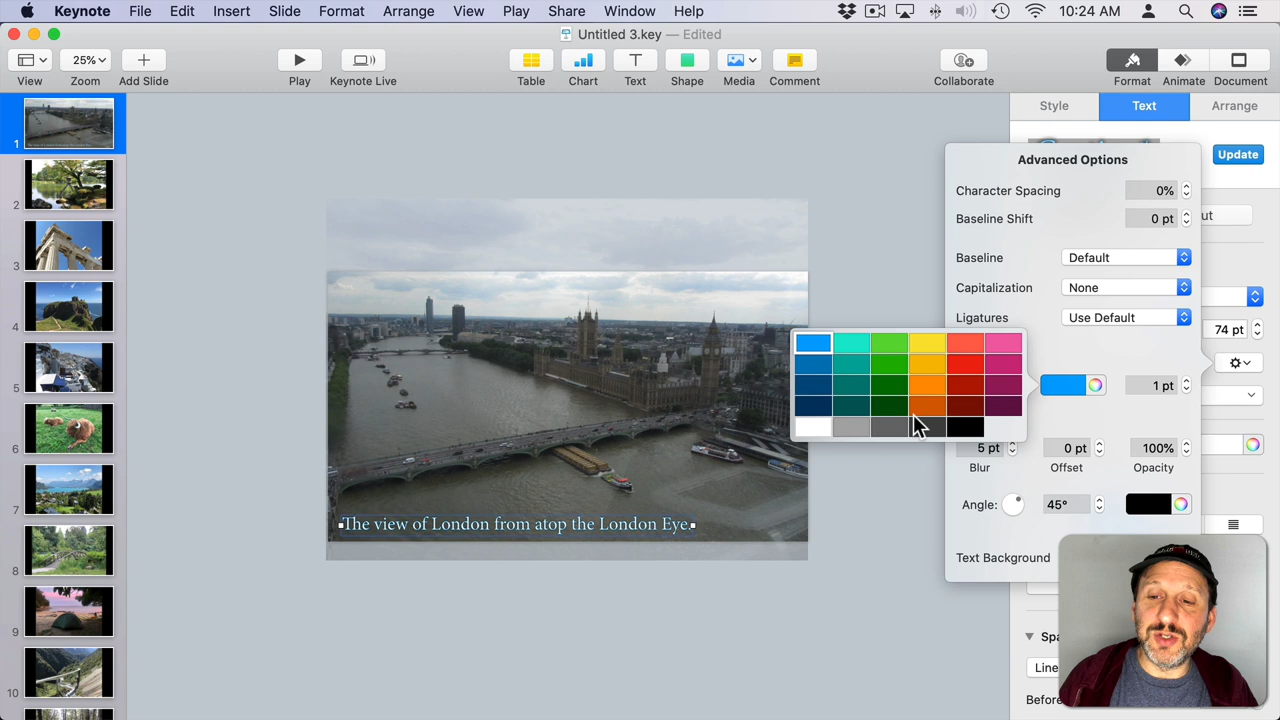 Keynote File Edit Insert Slide Format Arrange View Play Share Window Help 10:24 AM
Untitled 3.key — Edited
25%
View Zoom Add Slide Play Keynote Live Table Chart Text Shape Media Comment Collaborate Format Animate Document
Style Text Arrange
Update
Advanced Options
Character Spacing 0%
Baseline Shift 0 pt
Baseline Default
Capitalization None
Ligatures Use Default
74 pt
1 pt
5 pt 0 pt 100%
Blur Offset Opacity
Angle: 45°
Text Background
The view of London from atop the London Eye.
1
2
3
4
5
6
7
8
9
10